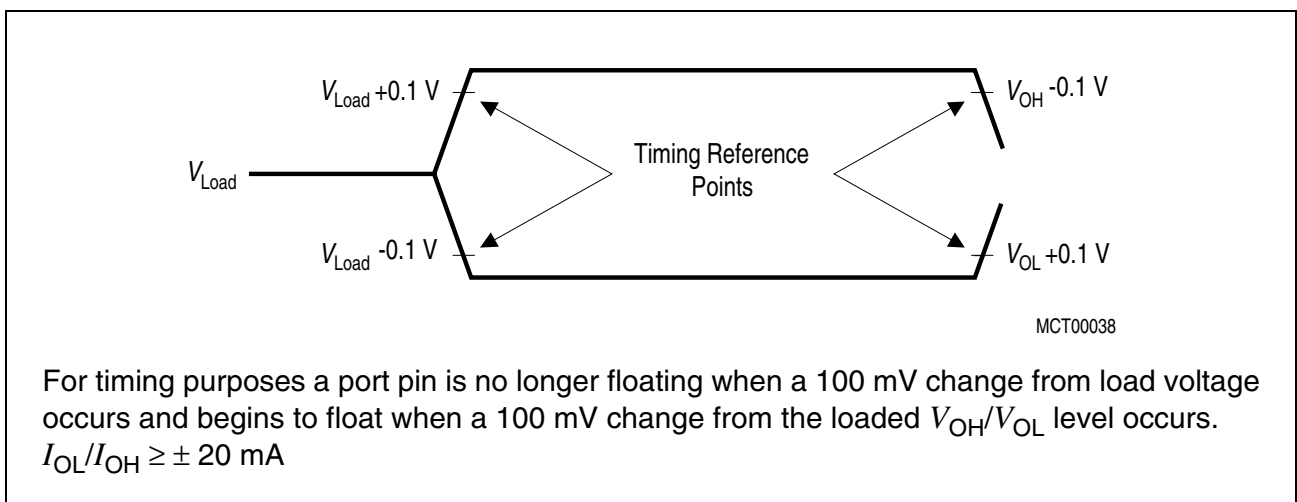 V_Load +0.1 V
V_OH -0.1 V
V_Load
Timing Reference
Points
V_Load -0.1 V
V_OL +0.1 V
MCT00038
For timing purposes a port pin is no longer floating when a 100 mV change from load voltage
occurs and begins to float when a 100 mV change from the loaded V_OH/V_OL level occurs.
I_OL/I_OH ≥ ± 20 mA